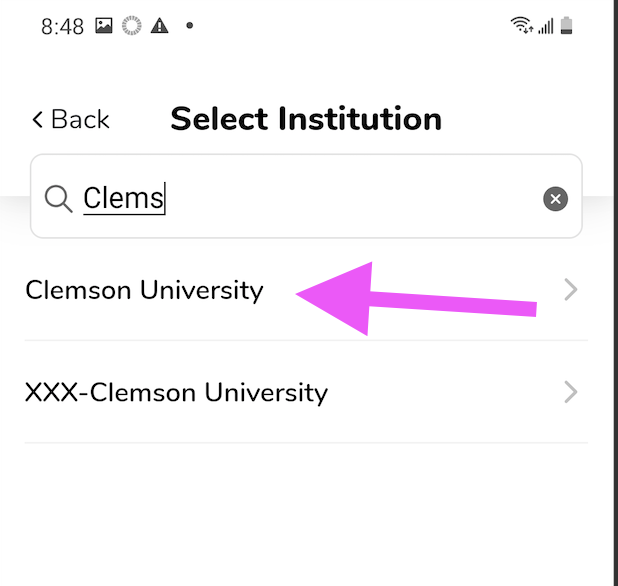 8:48
Back Select Institution
Clems
Clemson University
XXX-Clemson University